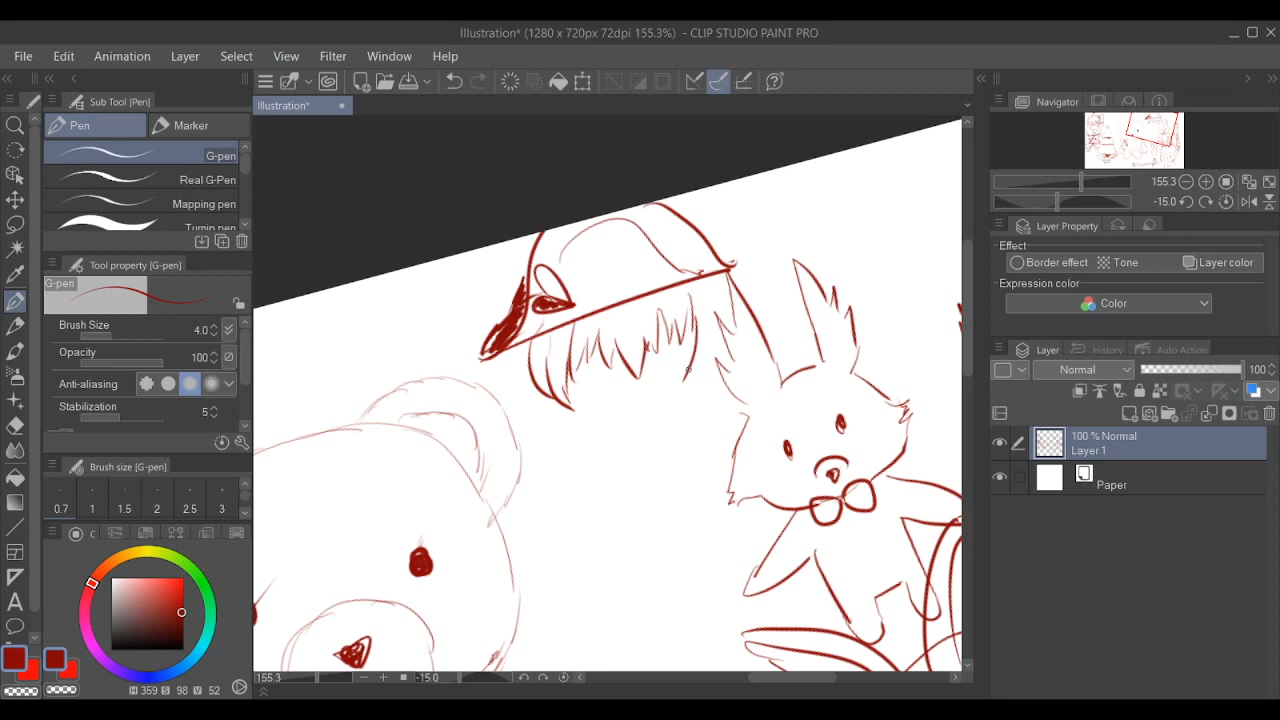 Illustration* (1280 x 720px 72dpi 155.3%) - CLIP STUDIO PAINT PRO
File Edit Animation Layer Select View Filter Window Help
Sub Tool [Pen]
Pen
Marker
G-pen
Real G-Pen
Mapping pen
Turnip pen
Tool property [G-pen]
G-pen
Brush Size 4.0
Opacity 100
Anti-aliasing
Stabilization 5
Brush size [G-pen]
0.7 1 1.5 2 2.5 3
C
H 359 S 98 V 52
Illustration*
155.3 -15.0
Navigator
155.3
-15.0
Layer Property
Effect
Border effect Tone Layer color
Expression color
Color
Layer History Auto Action
Normal 100
100 % Normal
Layer 1
Paper